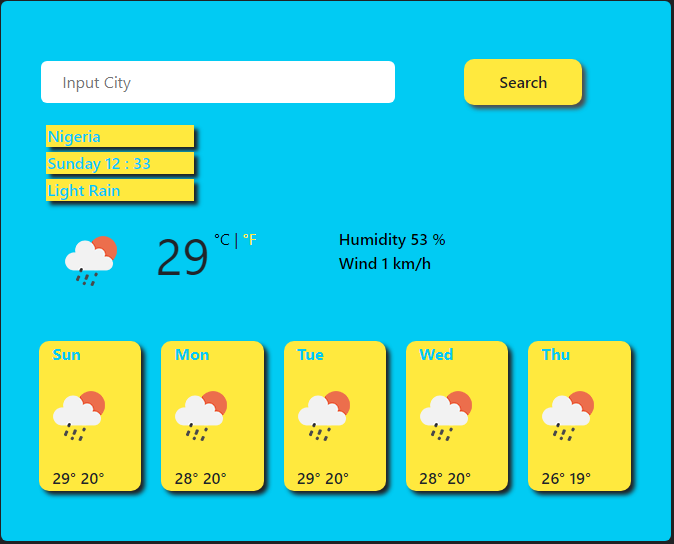 Input City
Search
Nigeria
Sunday 12 : 33
Light Rain
29 °C | °F
Humidity 53 %
Wind 1 km/h
Sun Mon Tue Wed Thu
29° 20° 28° 20° 29° 20° 28° 20° 26° 19°